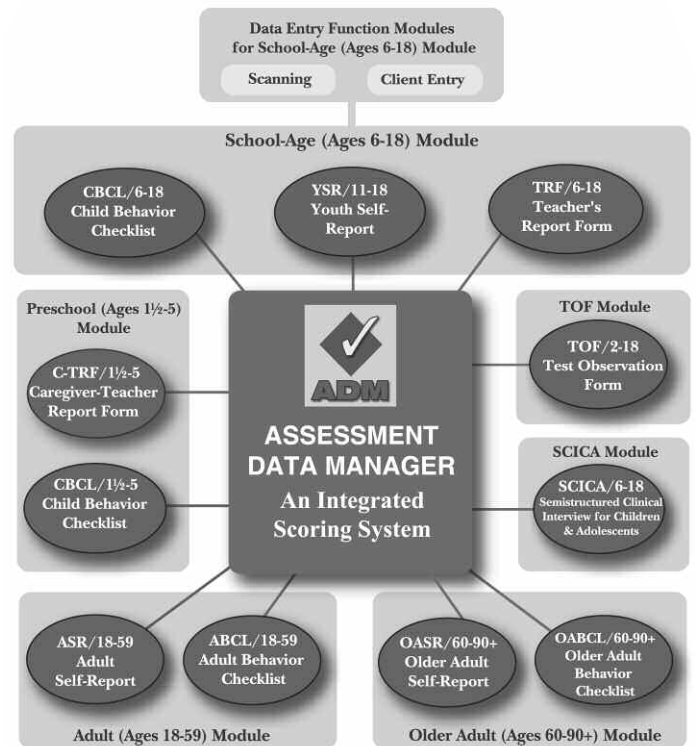 Data Entry Function Modules
for School-Age (Ages 6-18) Module
Scanning
Client Entry
School-Age (Ages 6-18) Module
CBCL/6-18
Child Behavior
Checklist
YSR/11-18
Youth Self-
Report
TRF/6-18
Teacher's
Report Form
Preschool (Ages 1½-5)
Module
C-TRF/1½-5
Caregiver-Teacher
Report Form
CBCL/1½-5
Child Behavior
Checklist
ADM
ASSESSMENT
DATA MANAGER
An Integrated
Scoring System
TOF Module
TOF/2-18
Test Observation
Form
SCICA Module
SCICA/6-18
Semistructured Clinical
Interview for Children
& Adolescents
ASR/18-59
Adult
Self-Report
ABCL/18-59
Adult Behavior
Checklist
Adult (Ages 18-59) Module
OASR/60-90+
Older Adult
Self-Report
OABCL/60-90+
Older Adult
Behavior
Checklist
Older Adult (Ages 60-90+) Module